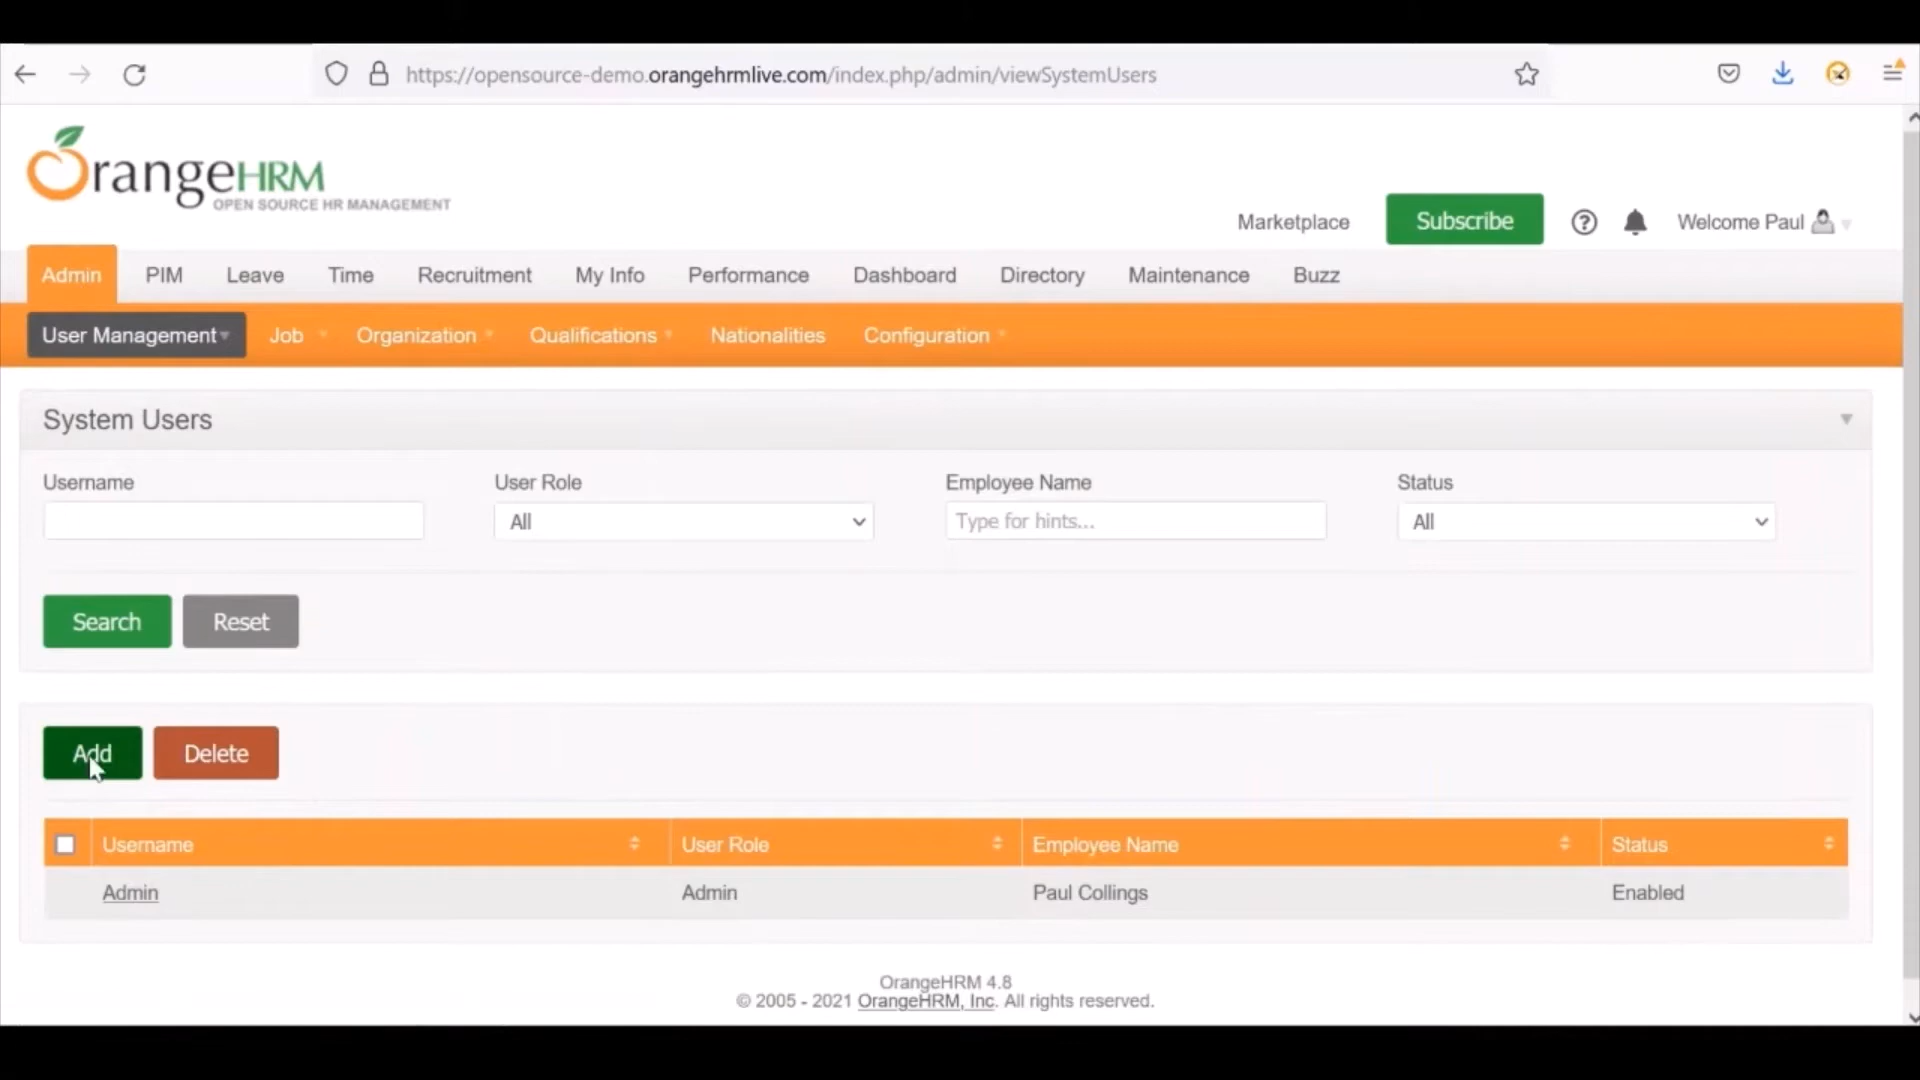 https://opensource-demo.orangehrmlive.com/index.php/admin/viewSystemUsers
OrangeHRM
OPEN SOURCE HR MANAGEMENT
Marketplace Subscribe Welcome Paul
Admin PIM Leave Time Recruitment My Info Performance Dashboard Directory Maintenance Buzz
User Management Job Organization Qualifications Nationalities Configuration
System Users
Username User Role Employee Name Status
All Type for hints... All
Search Reset
Add Delete
Username User Role Employee Name Status
Admin Admin Paul Collings Enabled
OrangeHRM 4.8
© 2005 - 2021 OrangeHRM, Inc. All rights reserved.